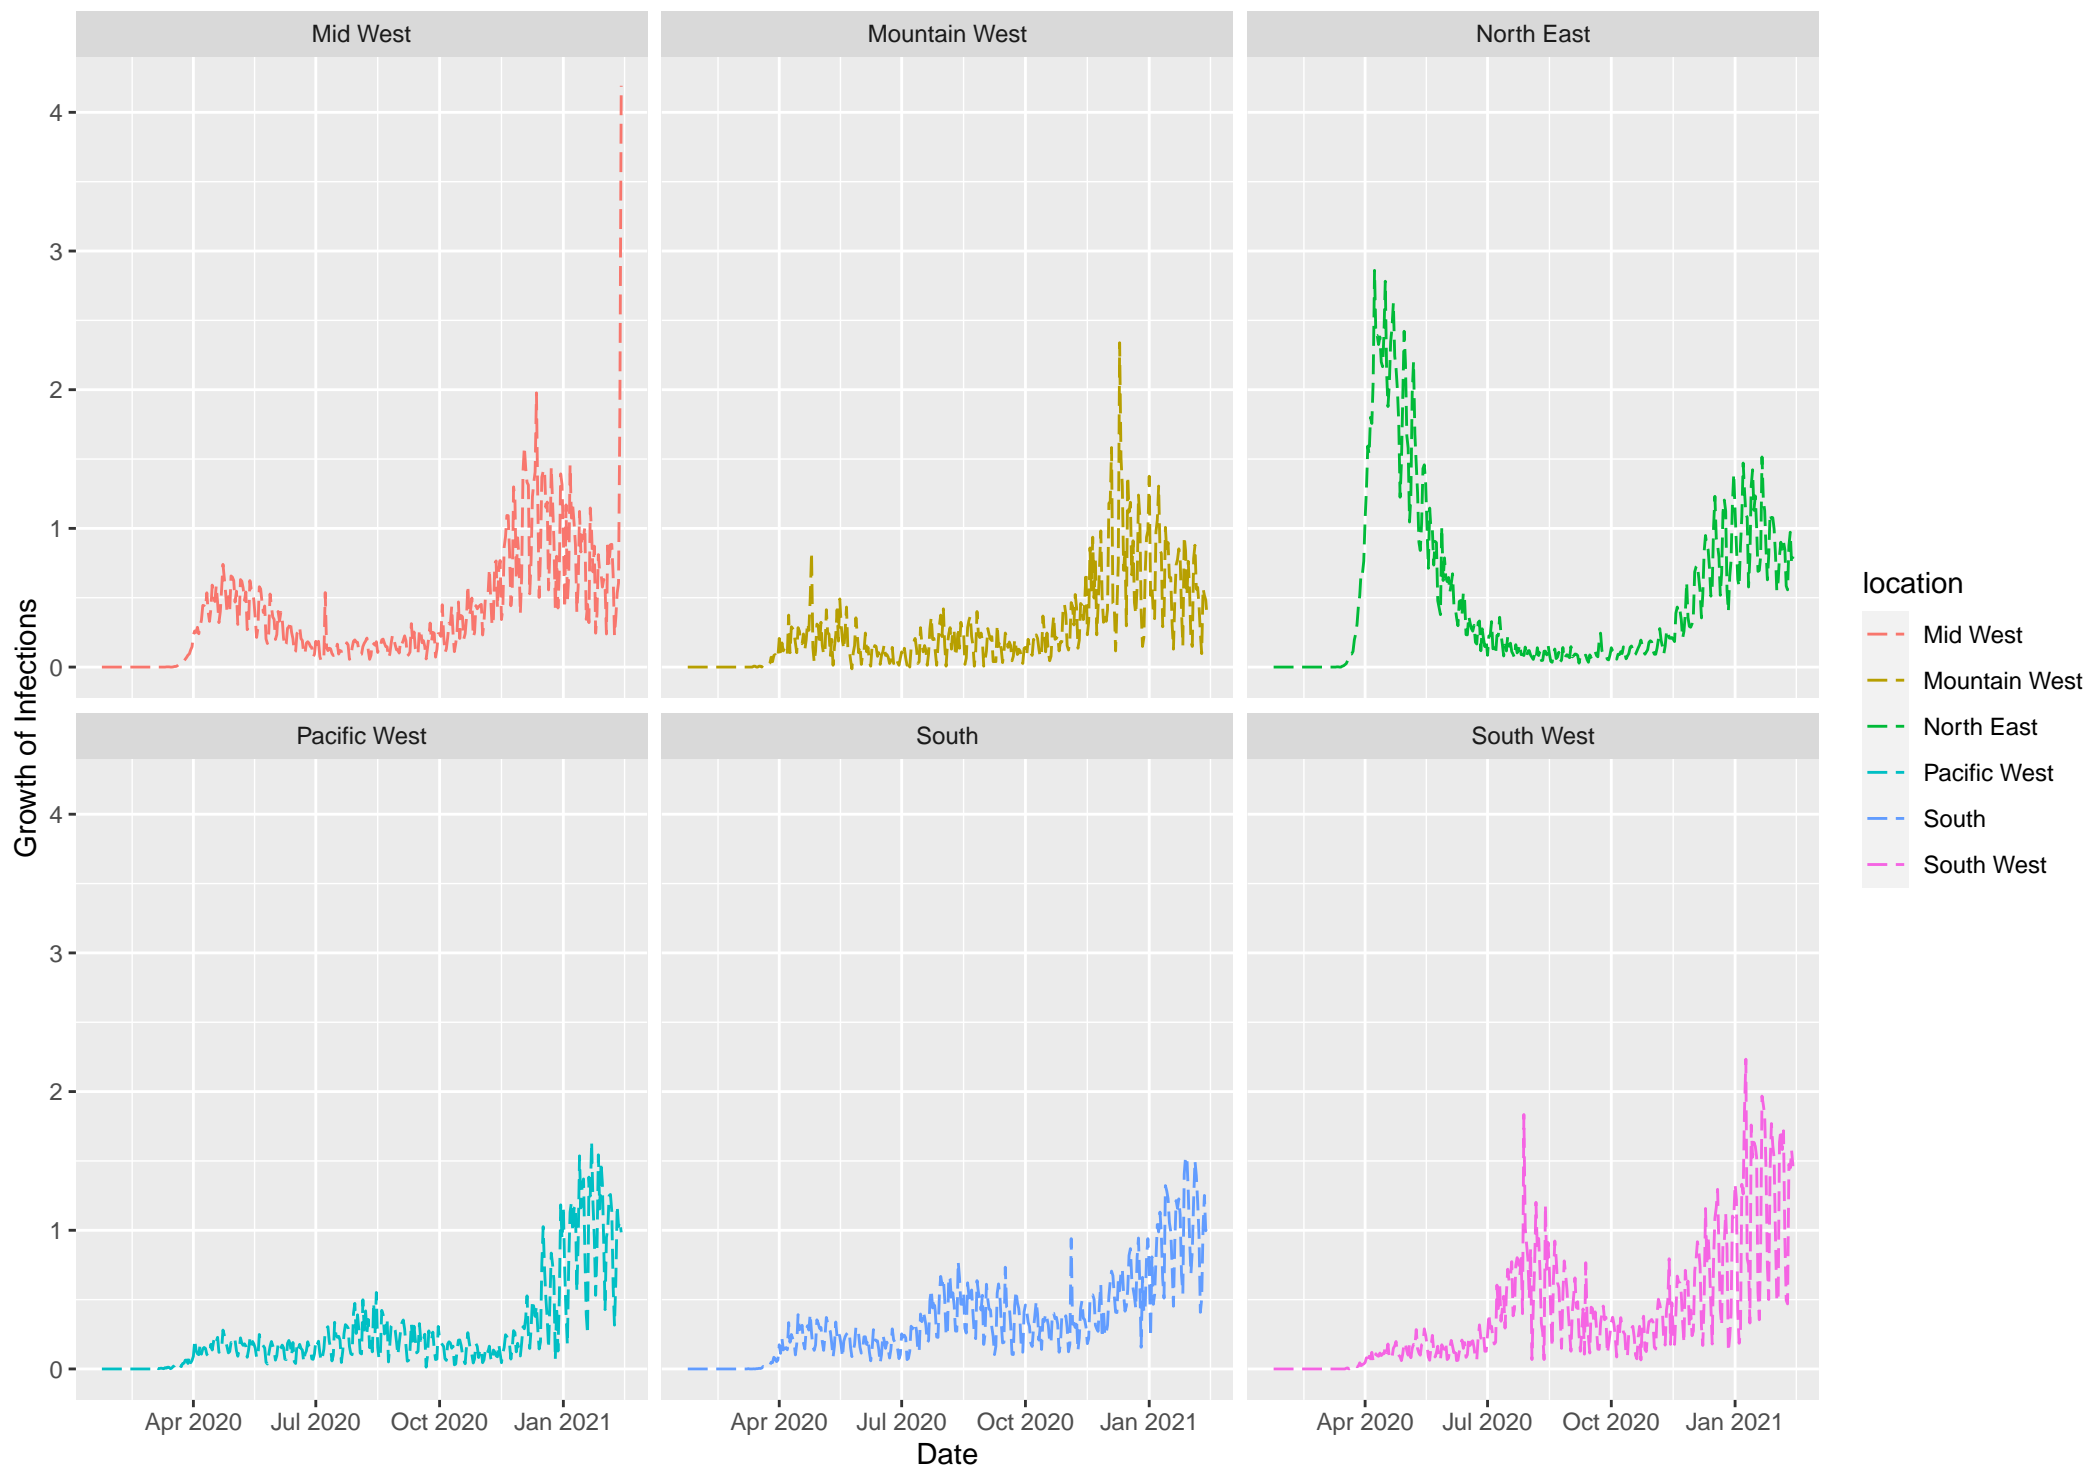 Mid West
Mountain West
North East
4
3
2
1
0
Pacific West
South
South West
4
3
2
1
0
Growth of Infections
Apr 2020 Jul 2020 Oct 2020 Jan 2021
Apr 2020 Jul 2020 Oct 2020 Jan 2021
Apr 2020 Jul 2020 Oct 2020 Jan 2021
Date
location
Mid West
Mountain West
North East
Pacific West
South
South West